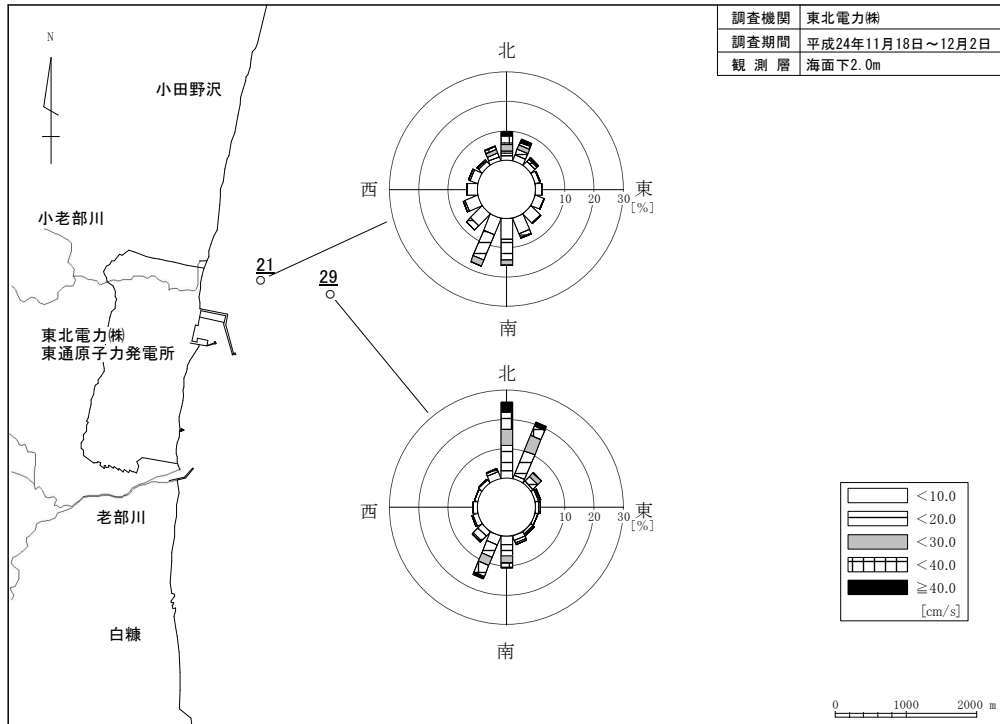 調査機関 東北電力㈱
調査期間 平成24年11月18日～12月2日
観測層 海面下2.0m
N
小田野沢
小老部川
21
29
東北電力㈱
東通原子力発電所
老部川
白糠
北
西
東
10 20 30
[%]
南
北
西
東
10 20 30
[%]
南
＜10.0
＜20.0
＜30.0
＜40.0
≧40.0
[cm/s]
0 1000 2000 m